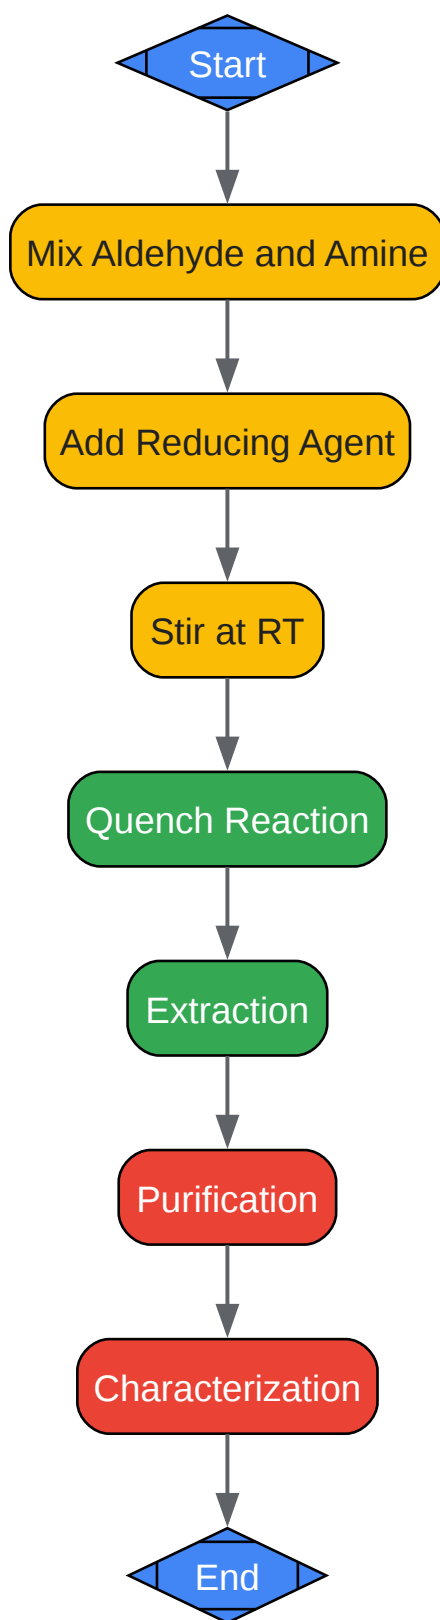 Start
Mix Aldehyde and Amine
Add Reducing Agent
Stir at RT
Quench Reaction
Extraction
Purification
Characterization
End